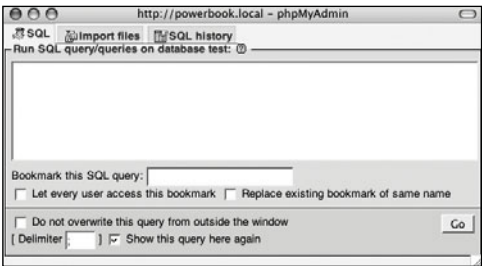 http://powerbook.local - phpMyAdmin
SQL Import files SQL history
Run SQL query/queries on database test:
Bookmark this SQL query:
Let every user access this bookmark Replace existing bookmark of same name
Do not overwrite this query from outside the window
Go
[ Delimiter ; ] Show this query here again